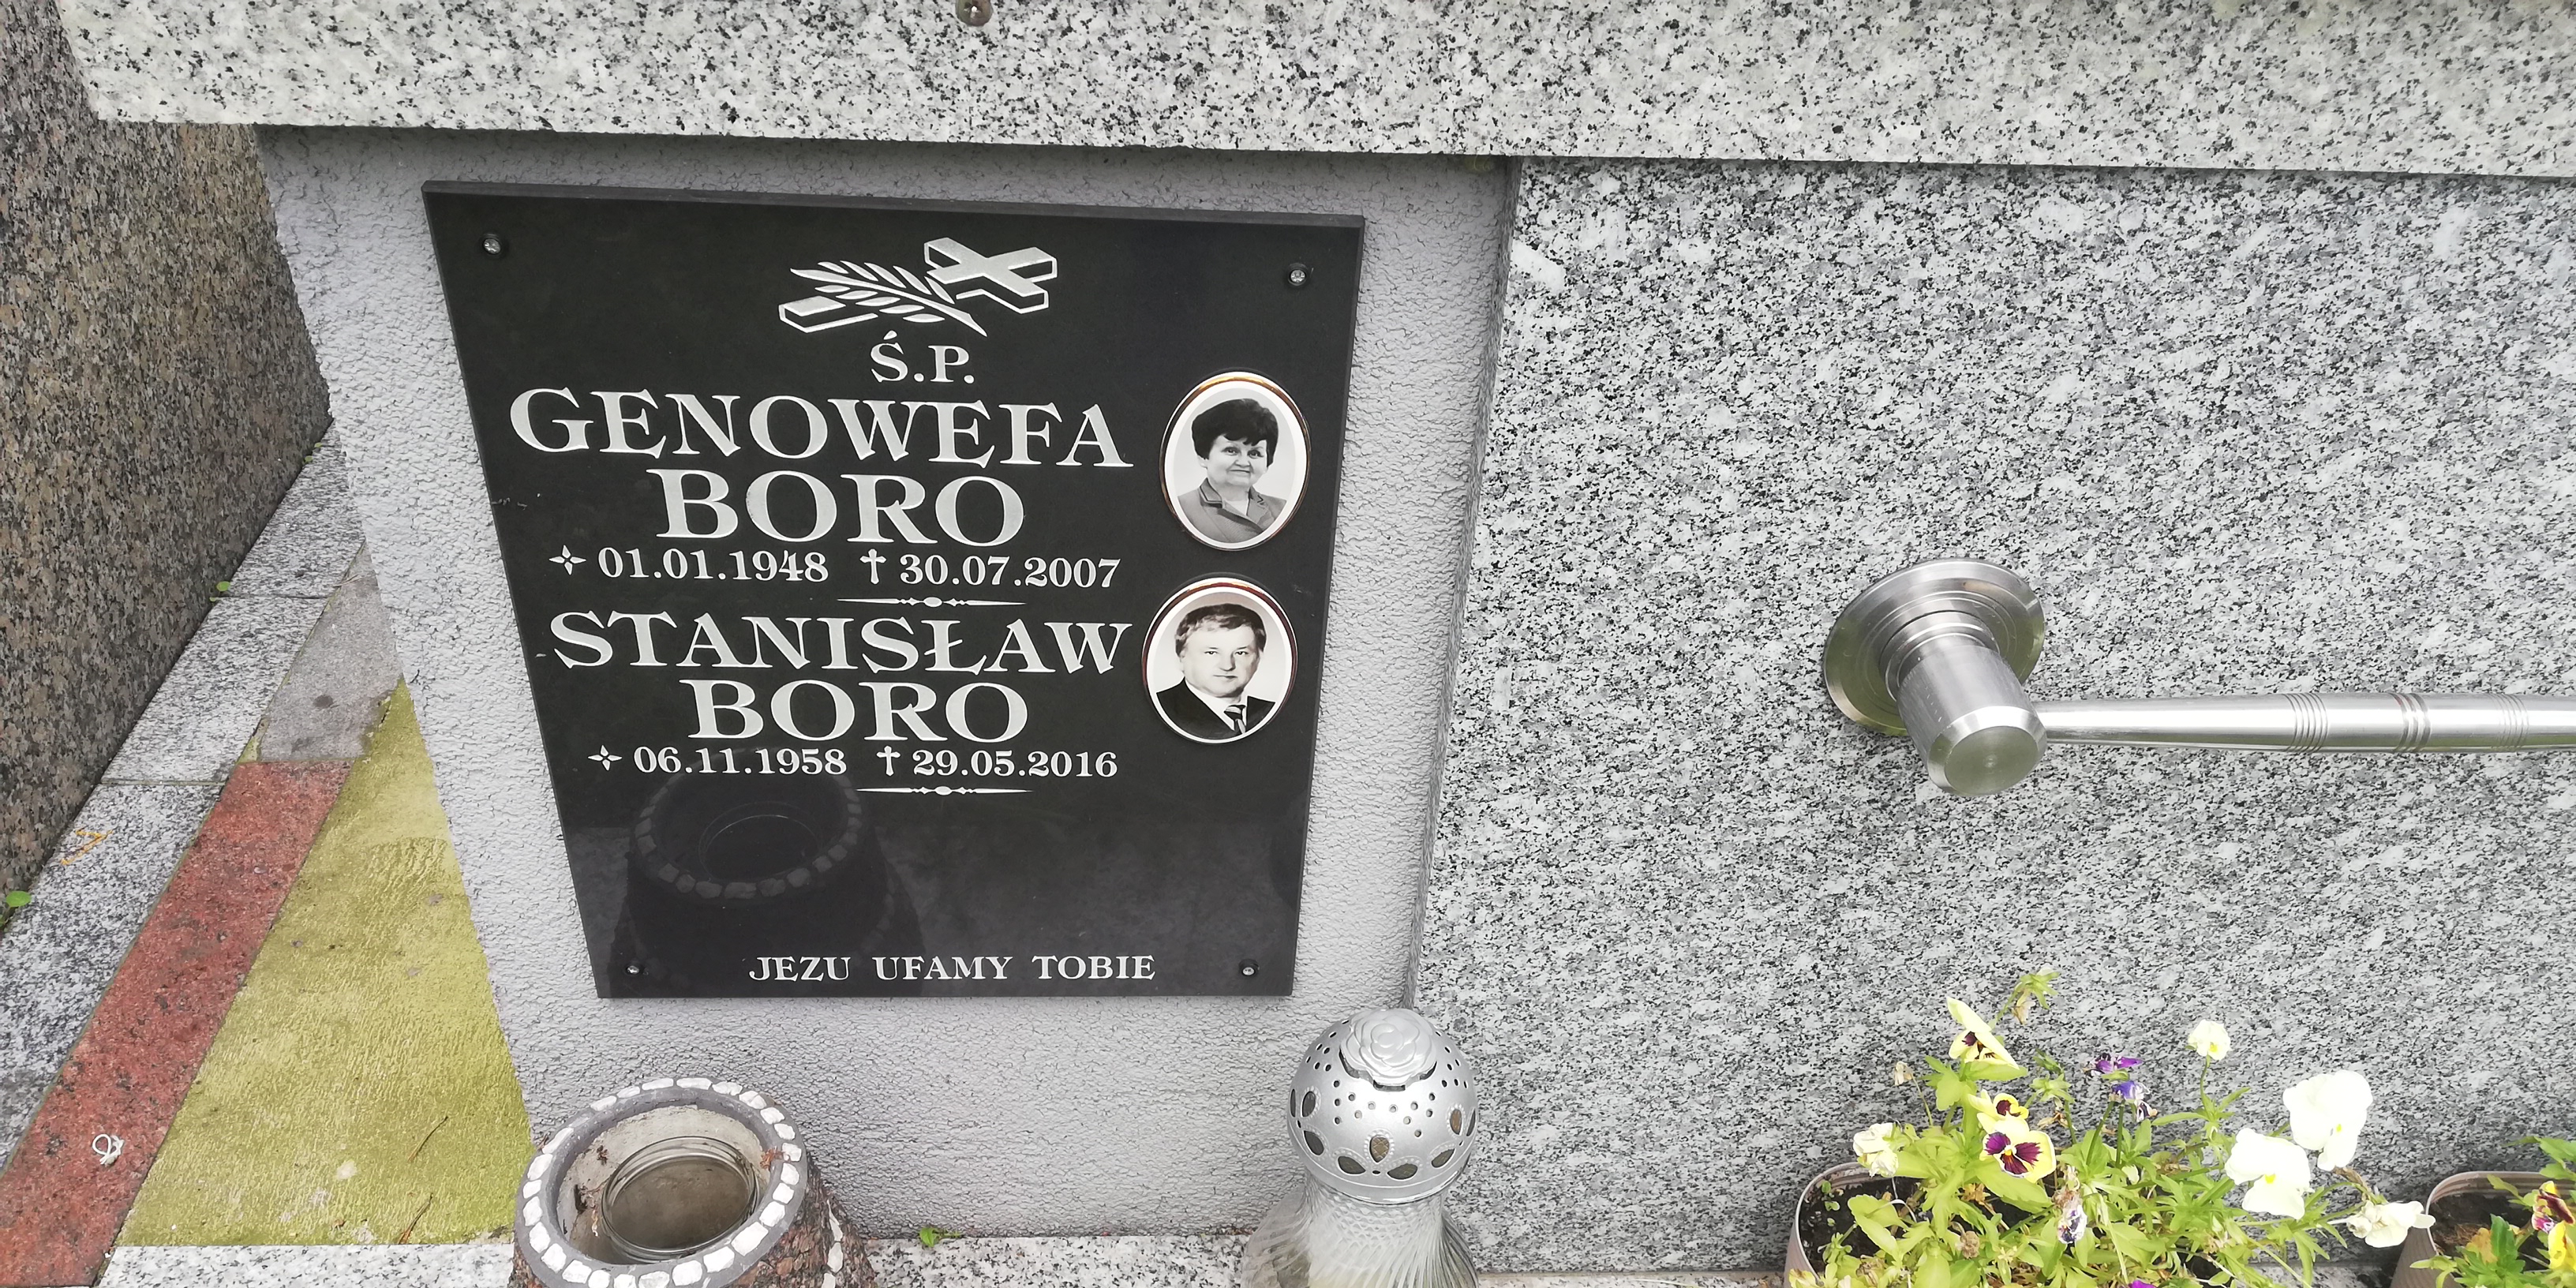 Ś.P.
GENOWEFA
BORO
01.01.1948 30.07.2007
STANISŁAW
BORO
06.11.1958 29.05.2016
JEZU UFAMY TOBIE